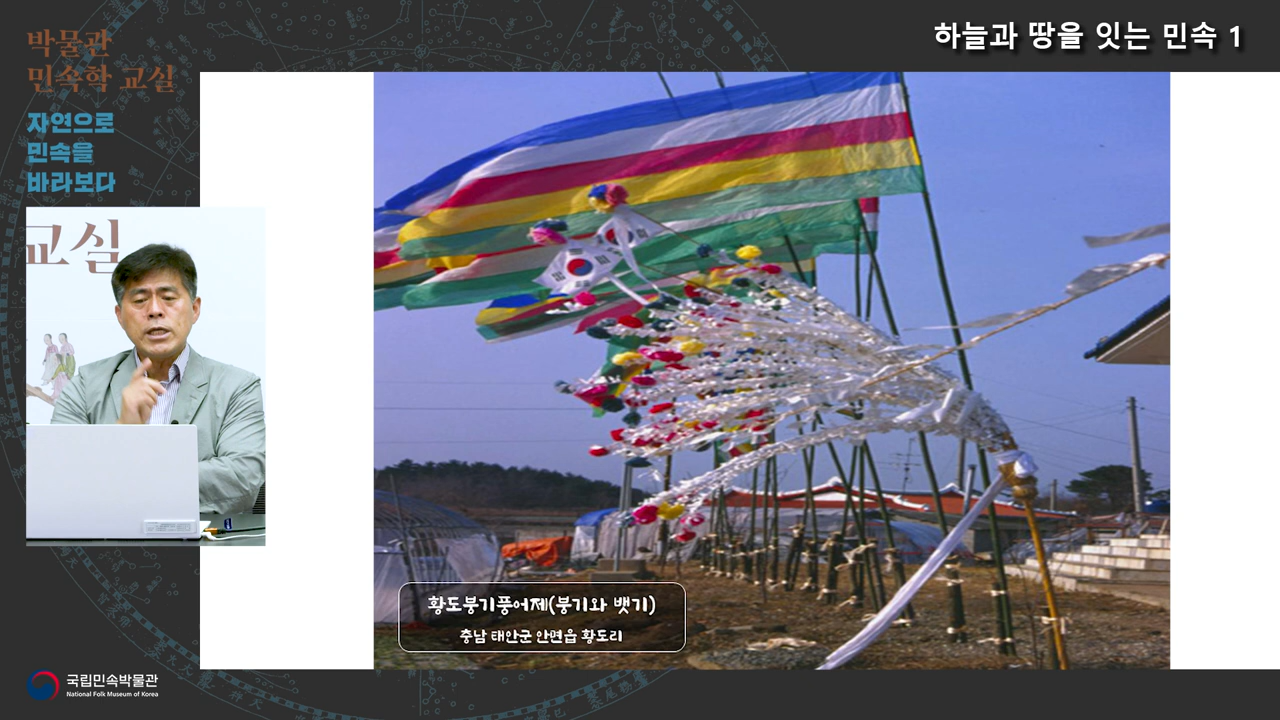 하늘과 땅을 잇는 민속 1
박물관
민속학 교실
자연으로
민속을
바라보다
교실
황도붕기풍어제(붕기와 뱃기)
충남 태안군 안면읍 황도리
국립민속박물관
National Folk Museum of Korea